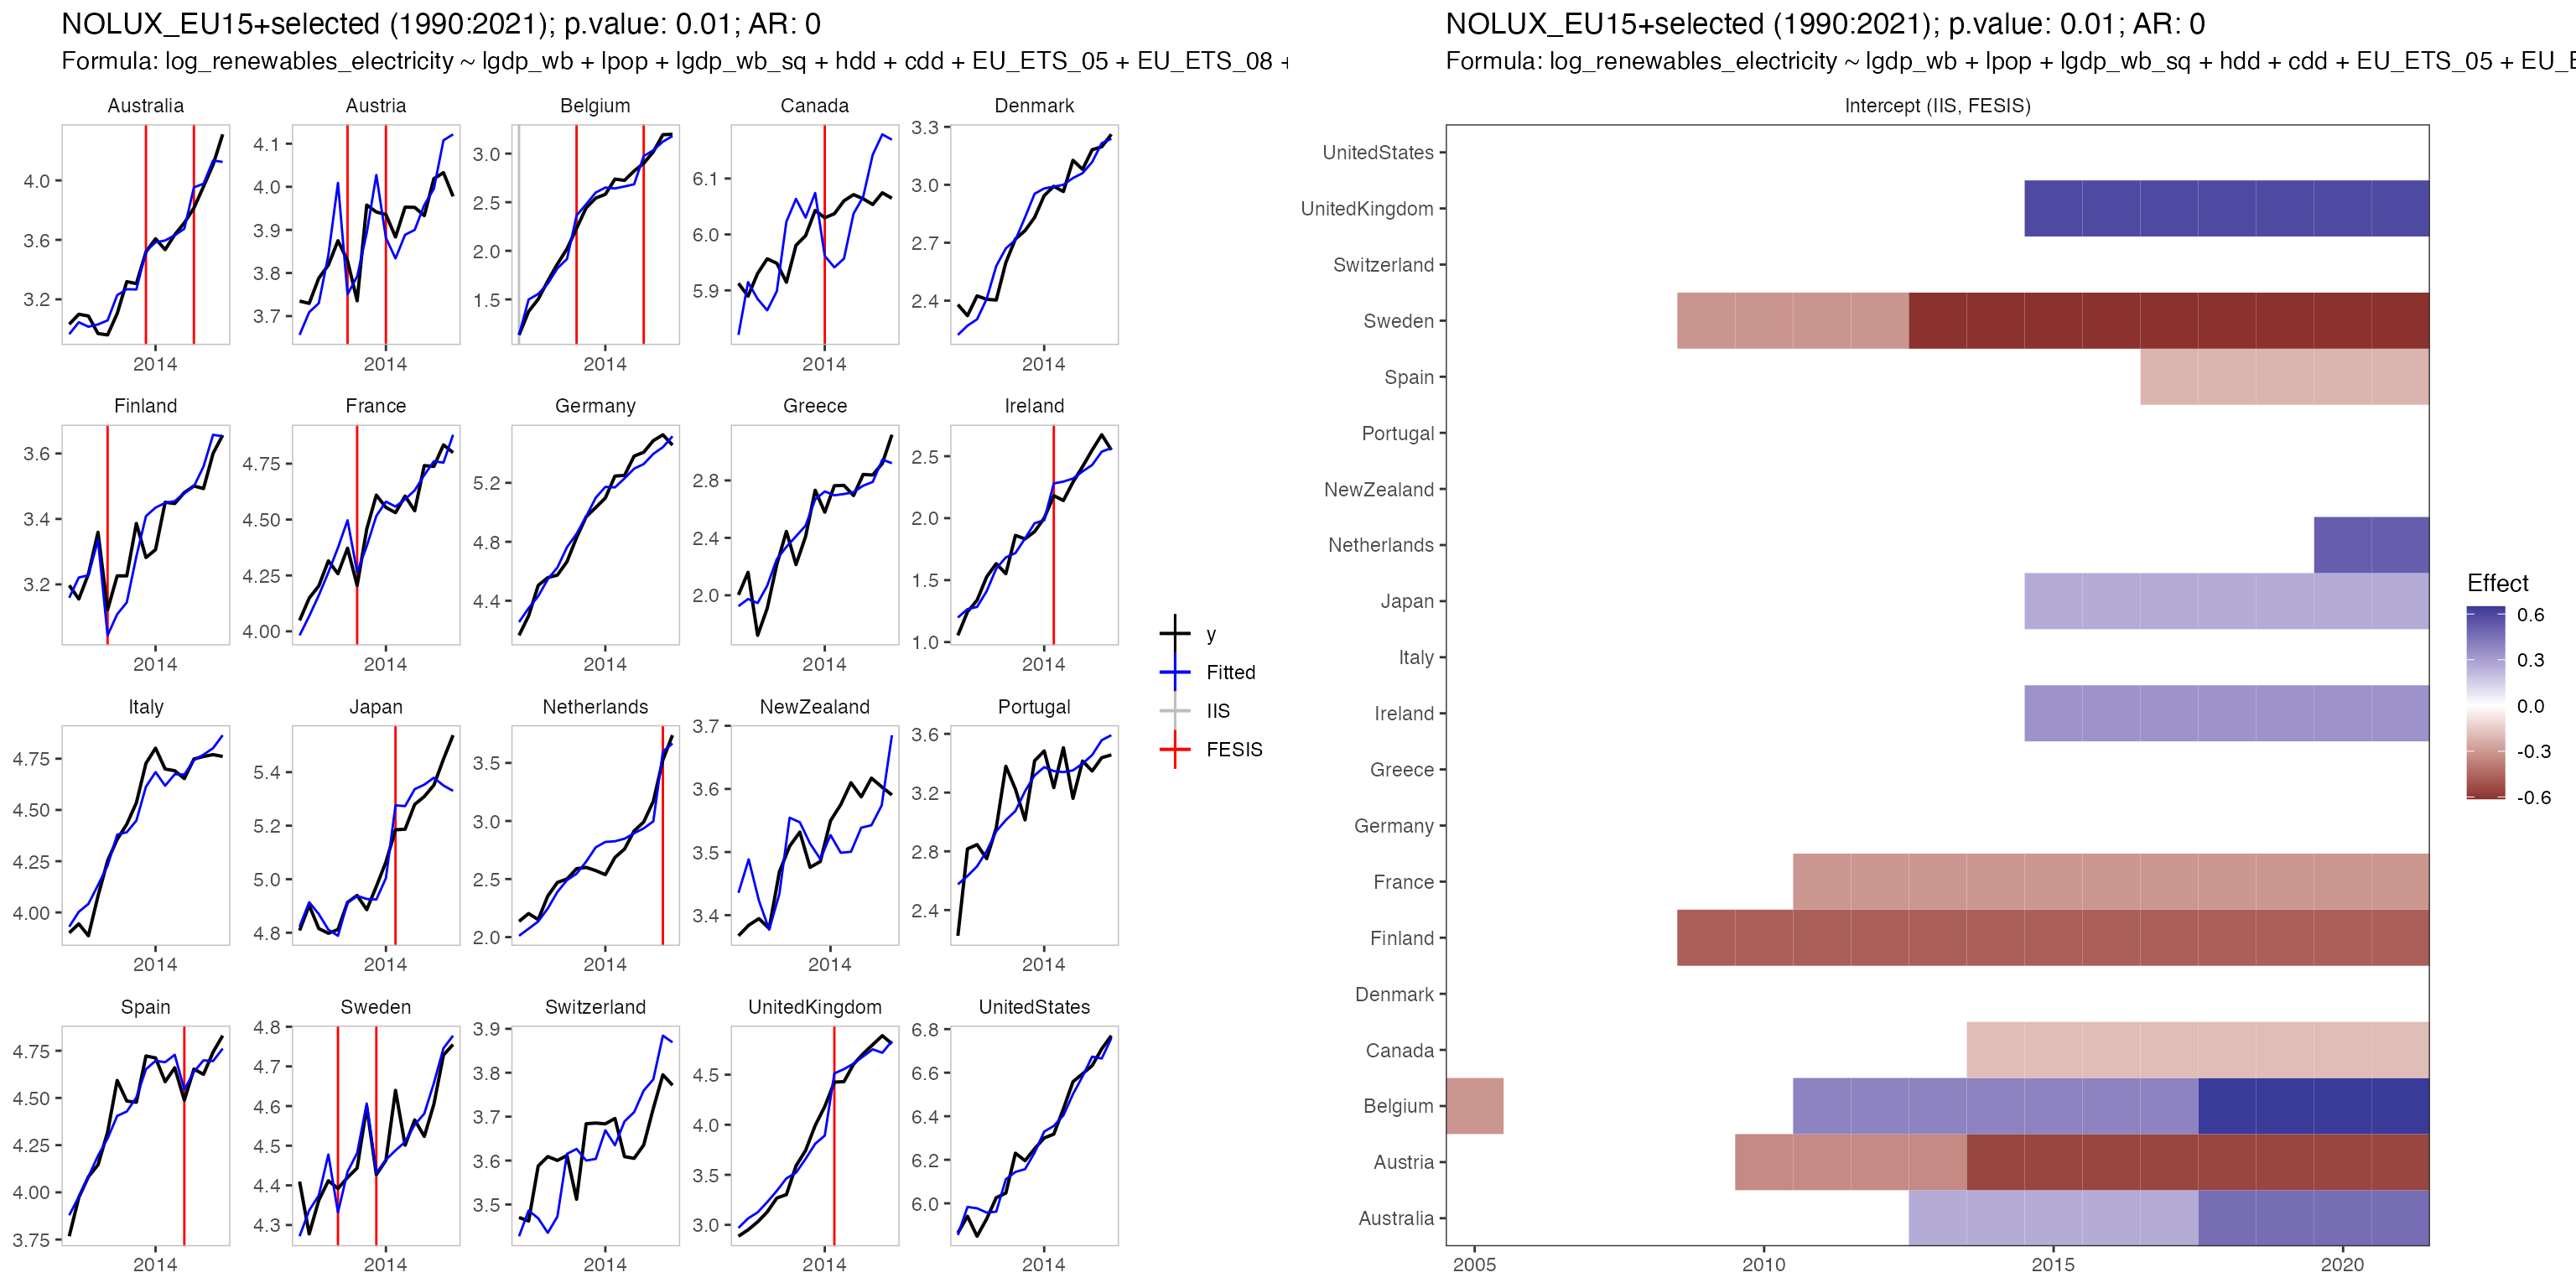 NOLUX_EU15+selected (1990:2021); p.value: 0.01; AR: 0
Formula: log_renewables_electricity ~ lgdp_wb + lpop + lgdp_wb_sq + hdd + cdd + EU_ETS_05 + EU_ETS_08 +
Australia Austria Belgium Canada Denmark
4.0
3.6
3.2
4.1
4.0
3.9
3.8
3.7
3.0
2.5
2.0
1.5
6.1
6.0
5.9
3.3
3.0
2.7
2.4
2014 2014 2014 2014 2014
Finland France Germany Greece Ireland
3.6
3.4
3.2
4.75
4.50
4.25
4.00
5.2
4.8
4.4
2.8
2.4
2.0
2.5
2.0
1.5
1.0
2014 2014 2014 2014 2014
Italy Japan Netherlands NewZealand Portugal
4.75
4.50
4.25
4.00
5.4
5.2
5.0
4.8
3.5
3.0
2.5
2.0
3.7
3.6
3.5
3.4
3.6
3.2
2.8
2.4
2014 2014 2014 2014 2014
Spain Sweden Switzerland UnitedKingdom UnitedStates
4.75
4.50
4.25
4.00
3.75
4.8
4.7
4.6
4.5
4.4
4.3
3.9
3.8
3.7
3.6
3.5
4.5
4.0
3.5
3.0
6.8
6.6
6.4
6.2
6.0
2014 2014 2014 2014 2014
y
Fitted
IIS
FESIS
NOLUX_EU15+selected (1990:2021); p.value: 0.01; AR: 0
Formula: log_renewables_electricity ~ lgdp_wb + lpop + lgdp_wb_sq + hdd + cdd + EU_ETS_05 + EU_E
Intercept (IIS, FESIS)
UnitedStates
UnitedKingdom
Switzerland
Sweden
Spain
Portugal
NewZealand
Netherlands
Japan
Italy
Ireland
Greece
Germany
France
Finland
Denmark
Canada
Belgium
Austria
Australia
2005 2010 2015 2020
Effect
0.6
0.3
0.0
-0.3
-0.6